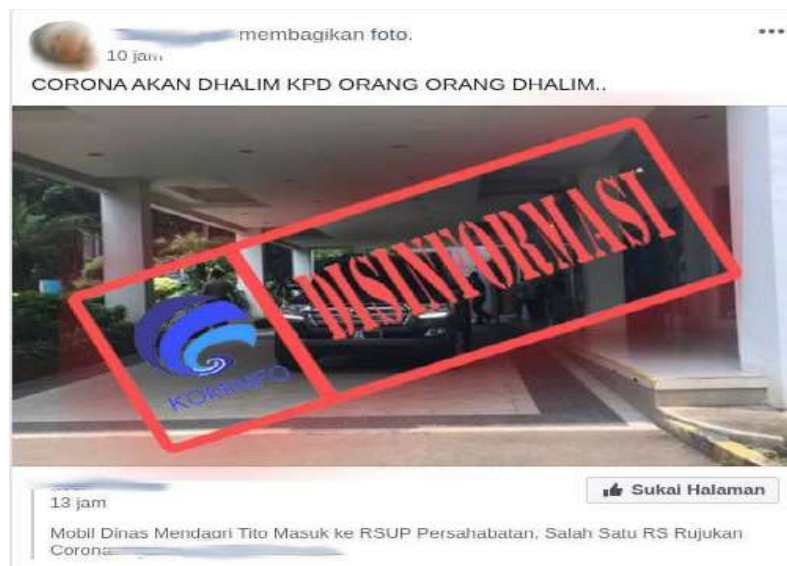 membagikan foto.
10 jam
CORONA AKAN DHALIM KPD ORANG ORANG DHALIM..
DISINFORMASI
KOMINFO
13 jam
Sukai Halaman
Mobil Dinas Mendagri Tito Masuk ke RSUP Persahabatan, Salah Satu RS Rujukan
Corona